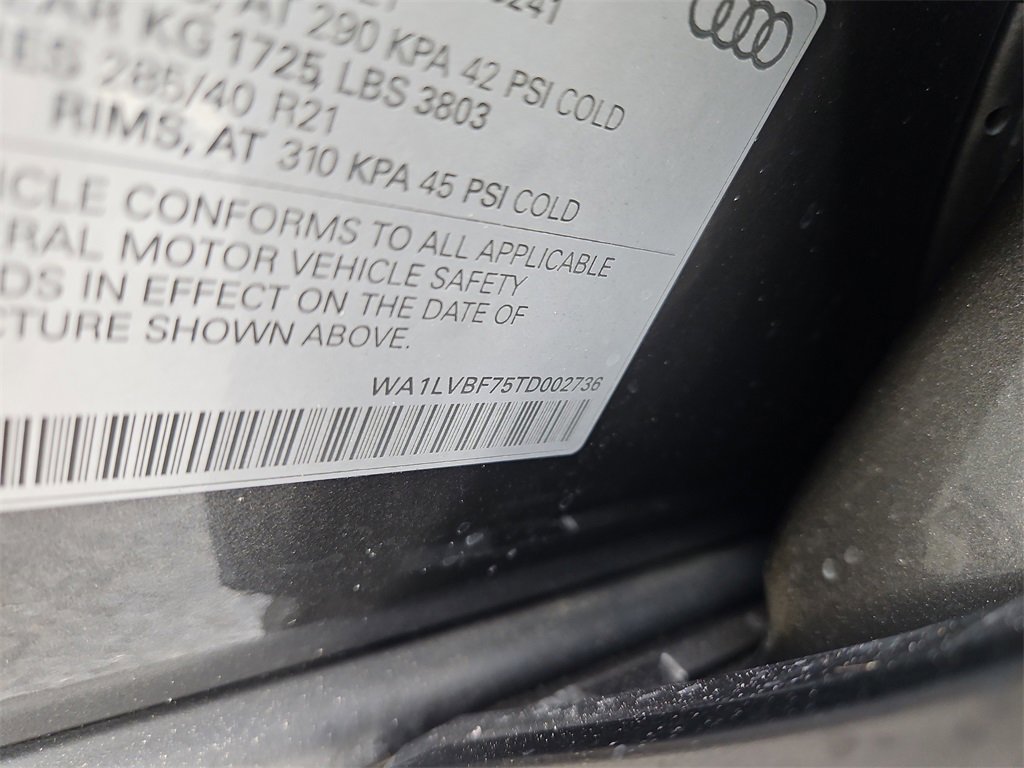 290 KPA 42 PSI COLD
KG 1725, LBS 3803
285/40 R21
RIMS, AT 310 KPA 45 PSI COLD
CONFORMS TO ALL APPLICABLE
MOTOR VEHICLE SAFETY
IN EFFECT ON THE DATE OF
SHOWN ABOVE.
WA1LVBF75TD002736